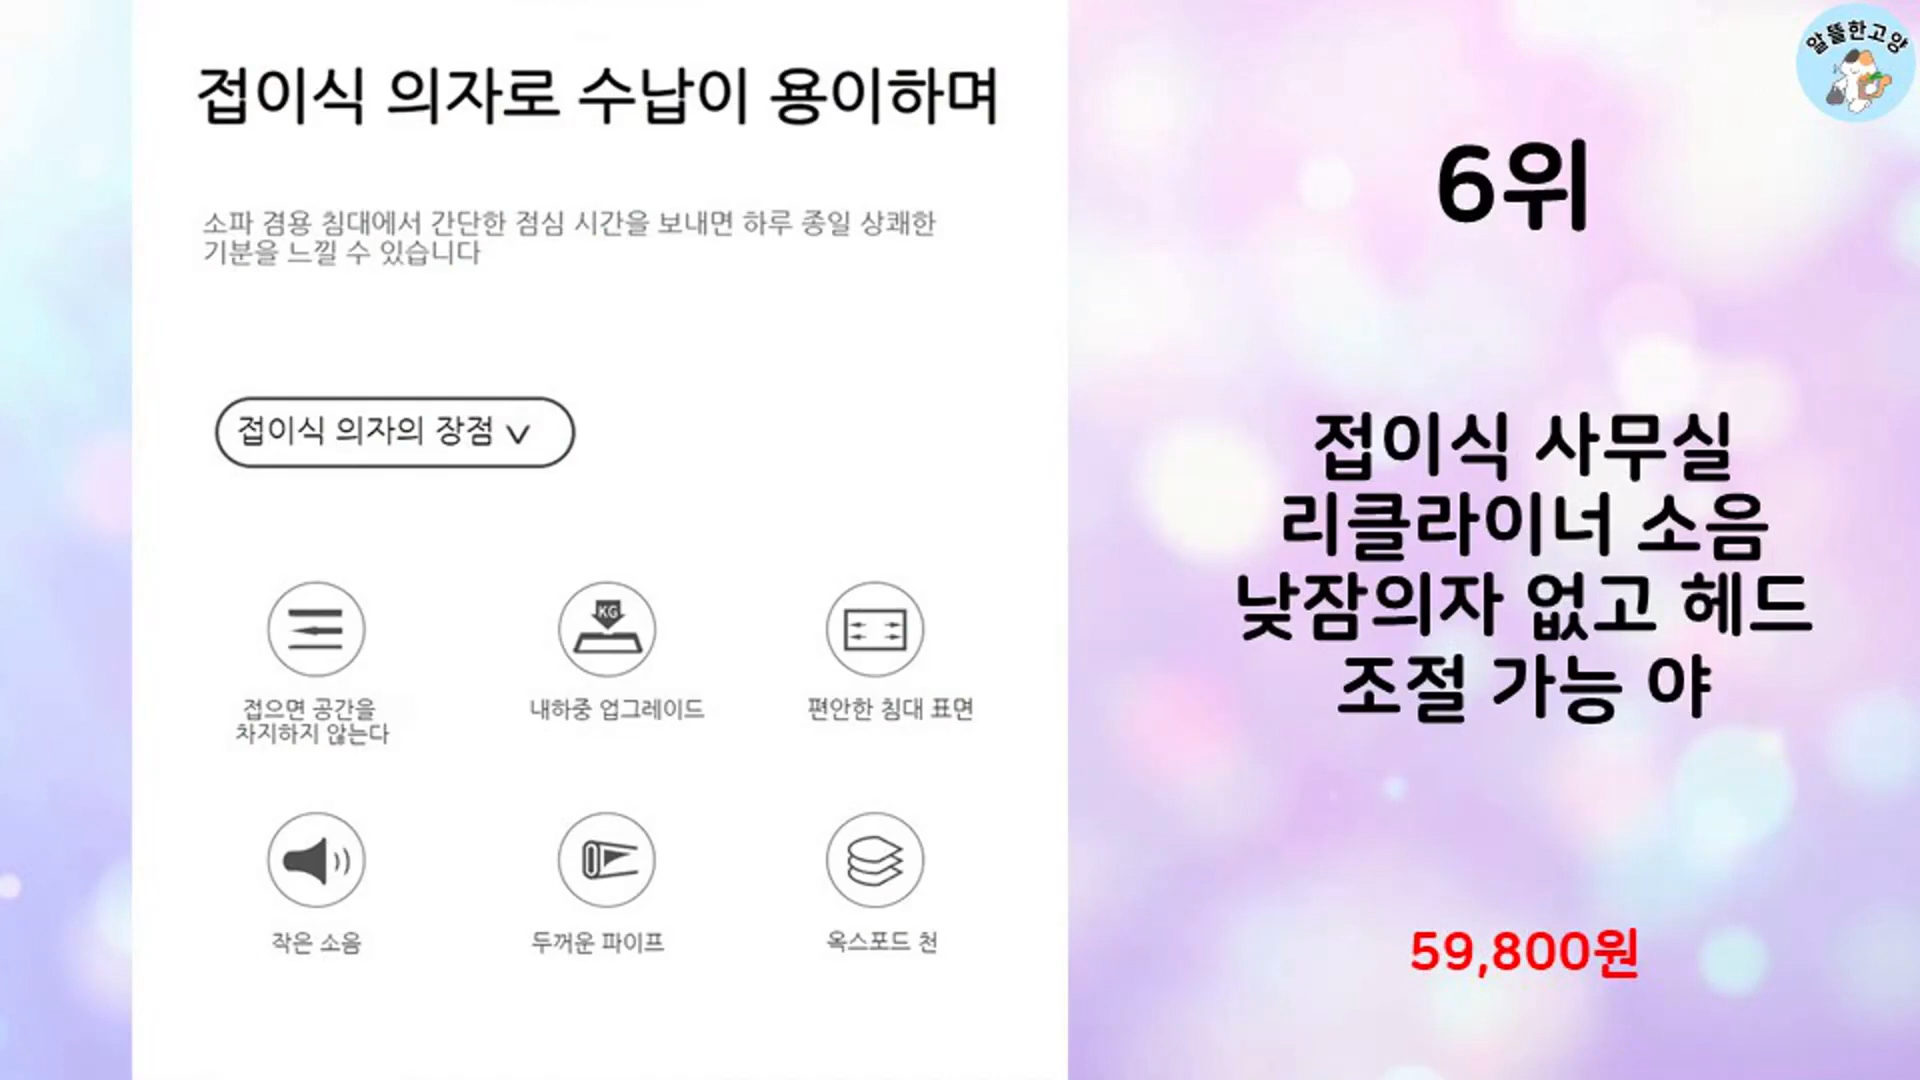 접이식 의자로 수납이 용이하며
소파 겸용 침대에서 간단한 점심 시간을 보내면 하루 종일 상쾌한
기분을 느낄 수 있습니다
접이식 의자의 장점 ∨
접으면 공간을
차지하지 않는다
KG
내하중 업그레이드
편안한 침대 표면
작은 소음
두꺼운 파이프
옥스포드 천
알뜰한고양
6위
접이식 사무실
리클라이너 소음
낮잠의자 없고 헤드
조절 가능 야
59,800원